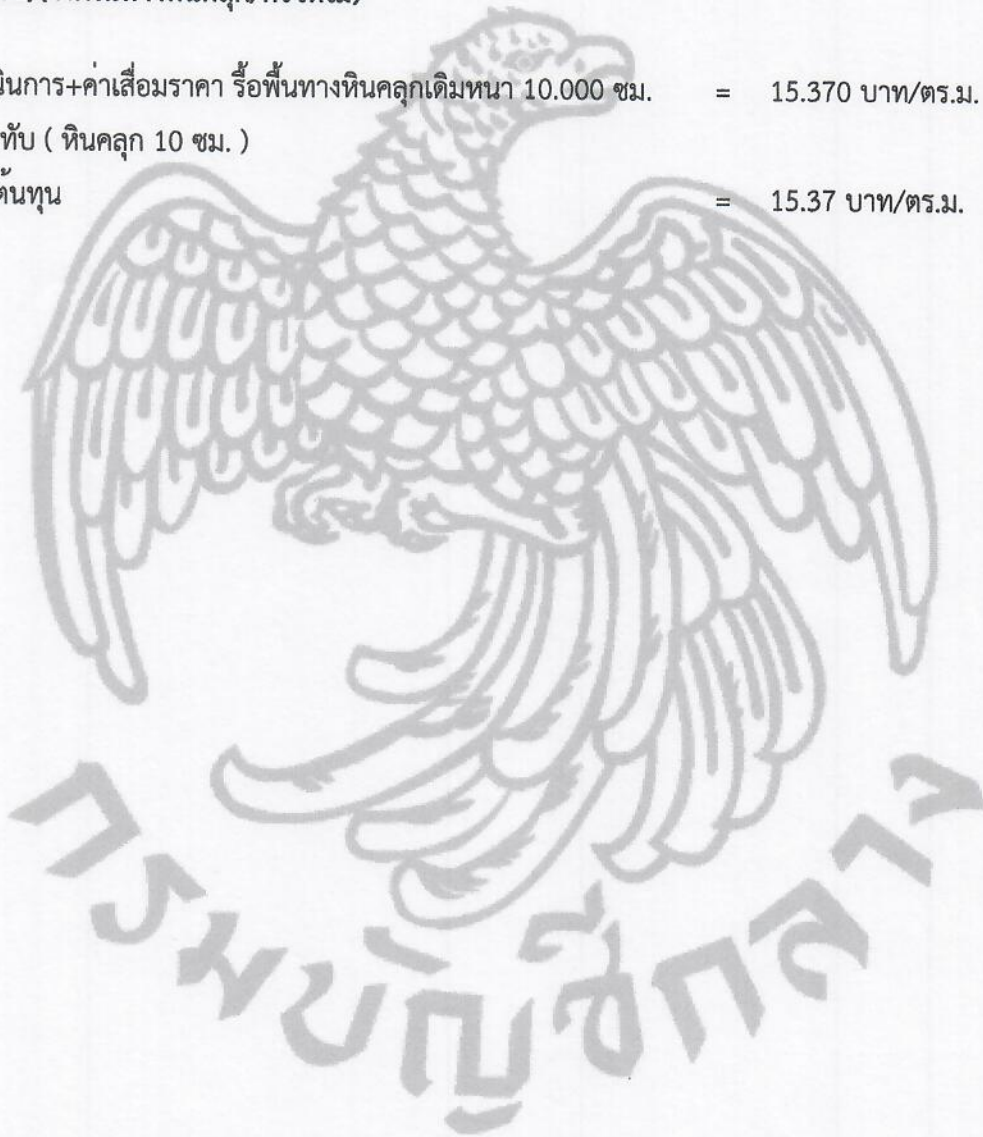 นินการ+ค่าเสื่อมราคา รื้อพื้นทางหินคลุกเดิมหนา 10.000 ซม. = 15.370 บาท/ตร.ม.
ทับ ( หินคลุก 10 ซม. )
ต้นทุน = 15.37 บาท/ตร.ม.
กรมบัญชีกลาง